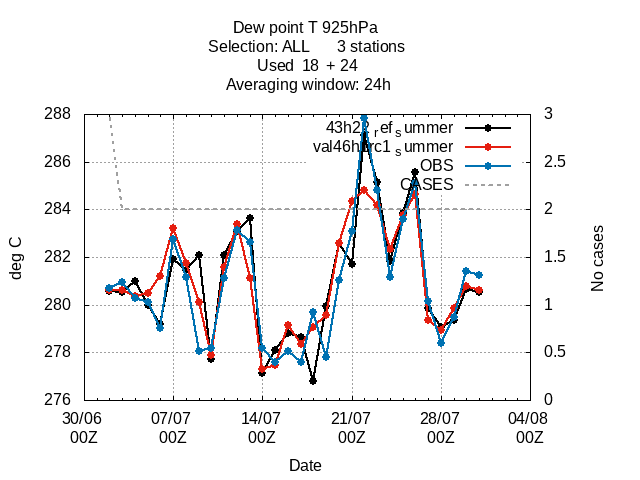 Dew point T 925hPa
Selection: ALL 3 stations
Used 18 + 24
Averaging window: 24h
288
286
284
282
280
278
276
3
2.5
2
1.5
1
0.5
0
deg C
No cases
43h22refsummer
val46hrc1summer
OBS
CASES
30/06 07/07 14/07 21/07 28/07 04/08
00Z 00Z 00Z 00Z 00Z 00Z
Date